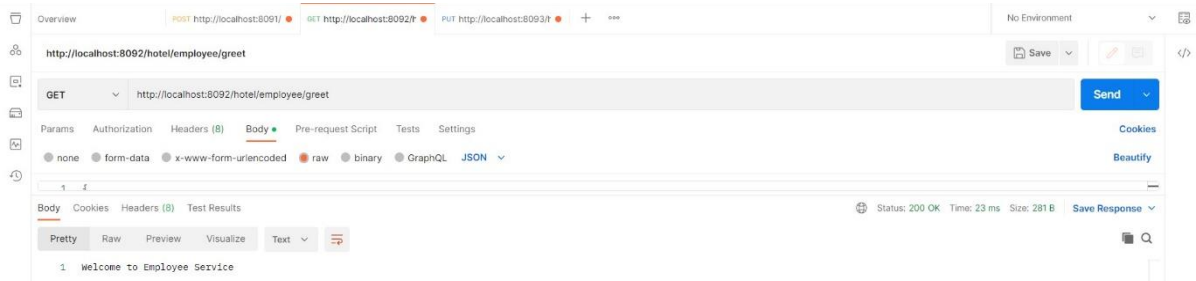 Overview POST http://localhost:8091/ GET http://localhost:8092/h PUT http://localhost:8093/h + ooo No Environment
http://localhost:8092/hotel/employee/greet Save
GET http://localhost:8092/hotel/employee/greet Send
Params Authorization Headers (8) Body Pre-request Script Tests Settings Cookies
none form-data x-www-form-urlencoded raw binary GraphQL JSON Beautify
1 {
Body Cookies Headers (8) Test Results Status: 200 OK Time: 23 ms Size: 281 B Save Response
Pretty Raw Preview Visualize Text
1 Welcome to Employee Service